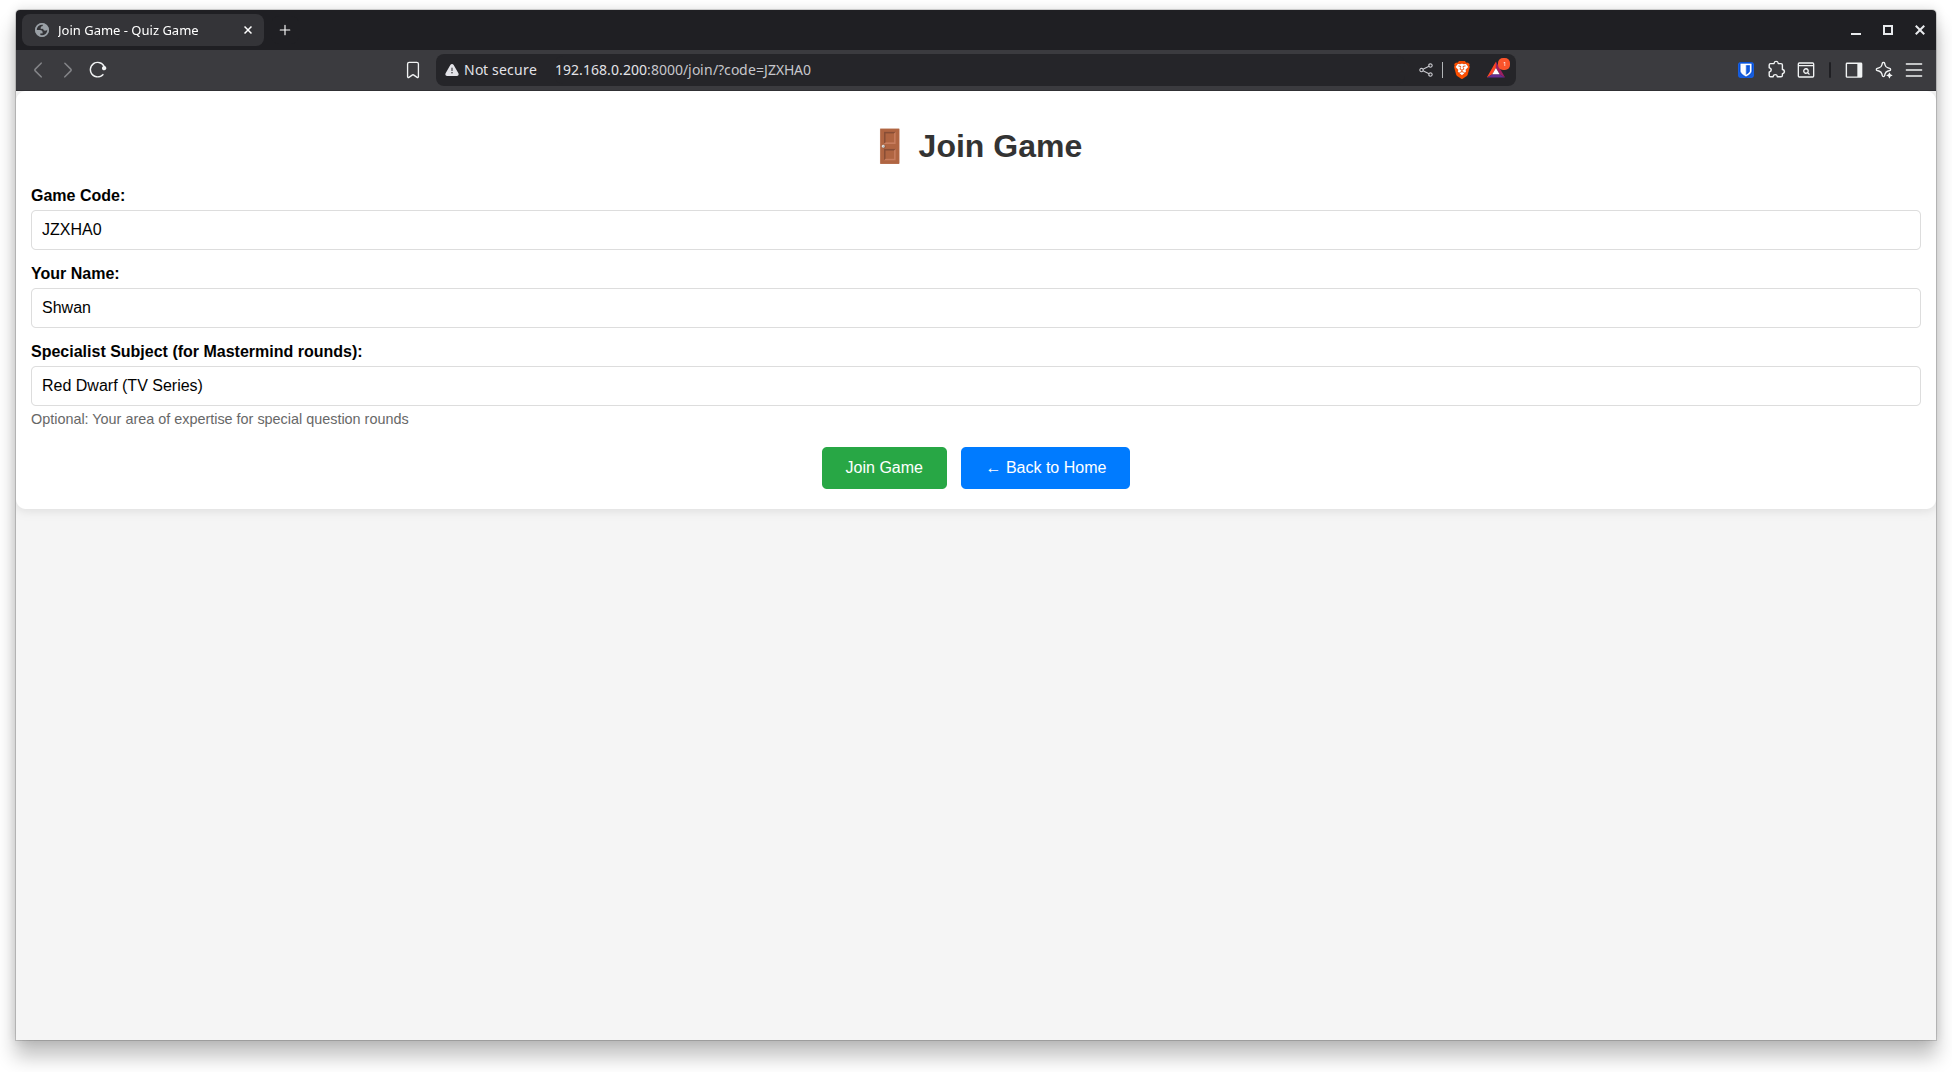 Join Game - Quiz Game
Not secure 192.168.0.200:8000/join/?code=JZXHA0
Join Game
Game Code:
JZXHA0
Your Name:
Shwan
Specialist Subject (for Mastermind rounds):
Red Dwarf (TV Series)
Optional: Your area of expertise for special question rounds
Join Game ← Back to Home